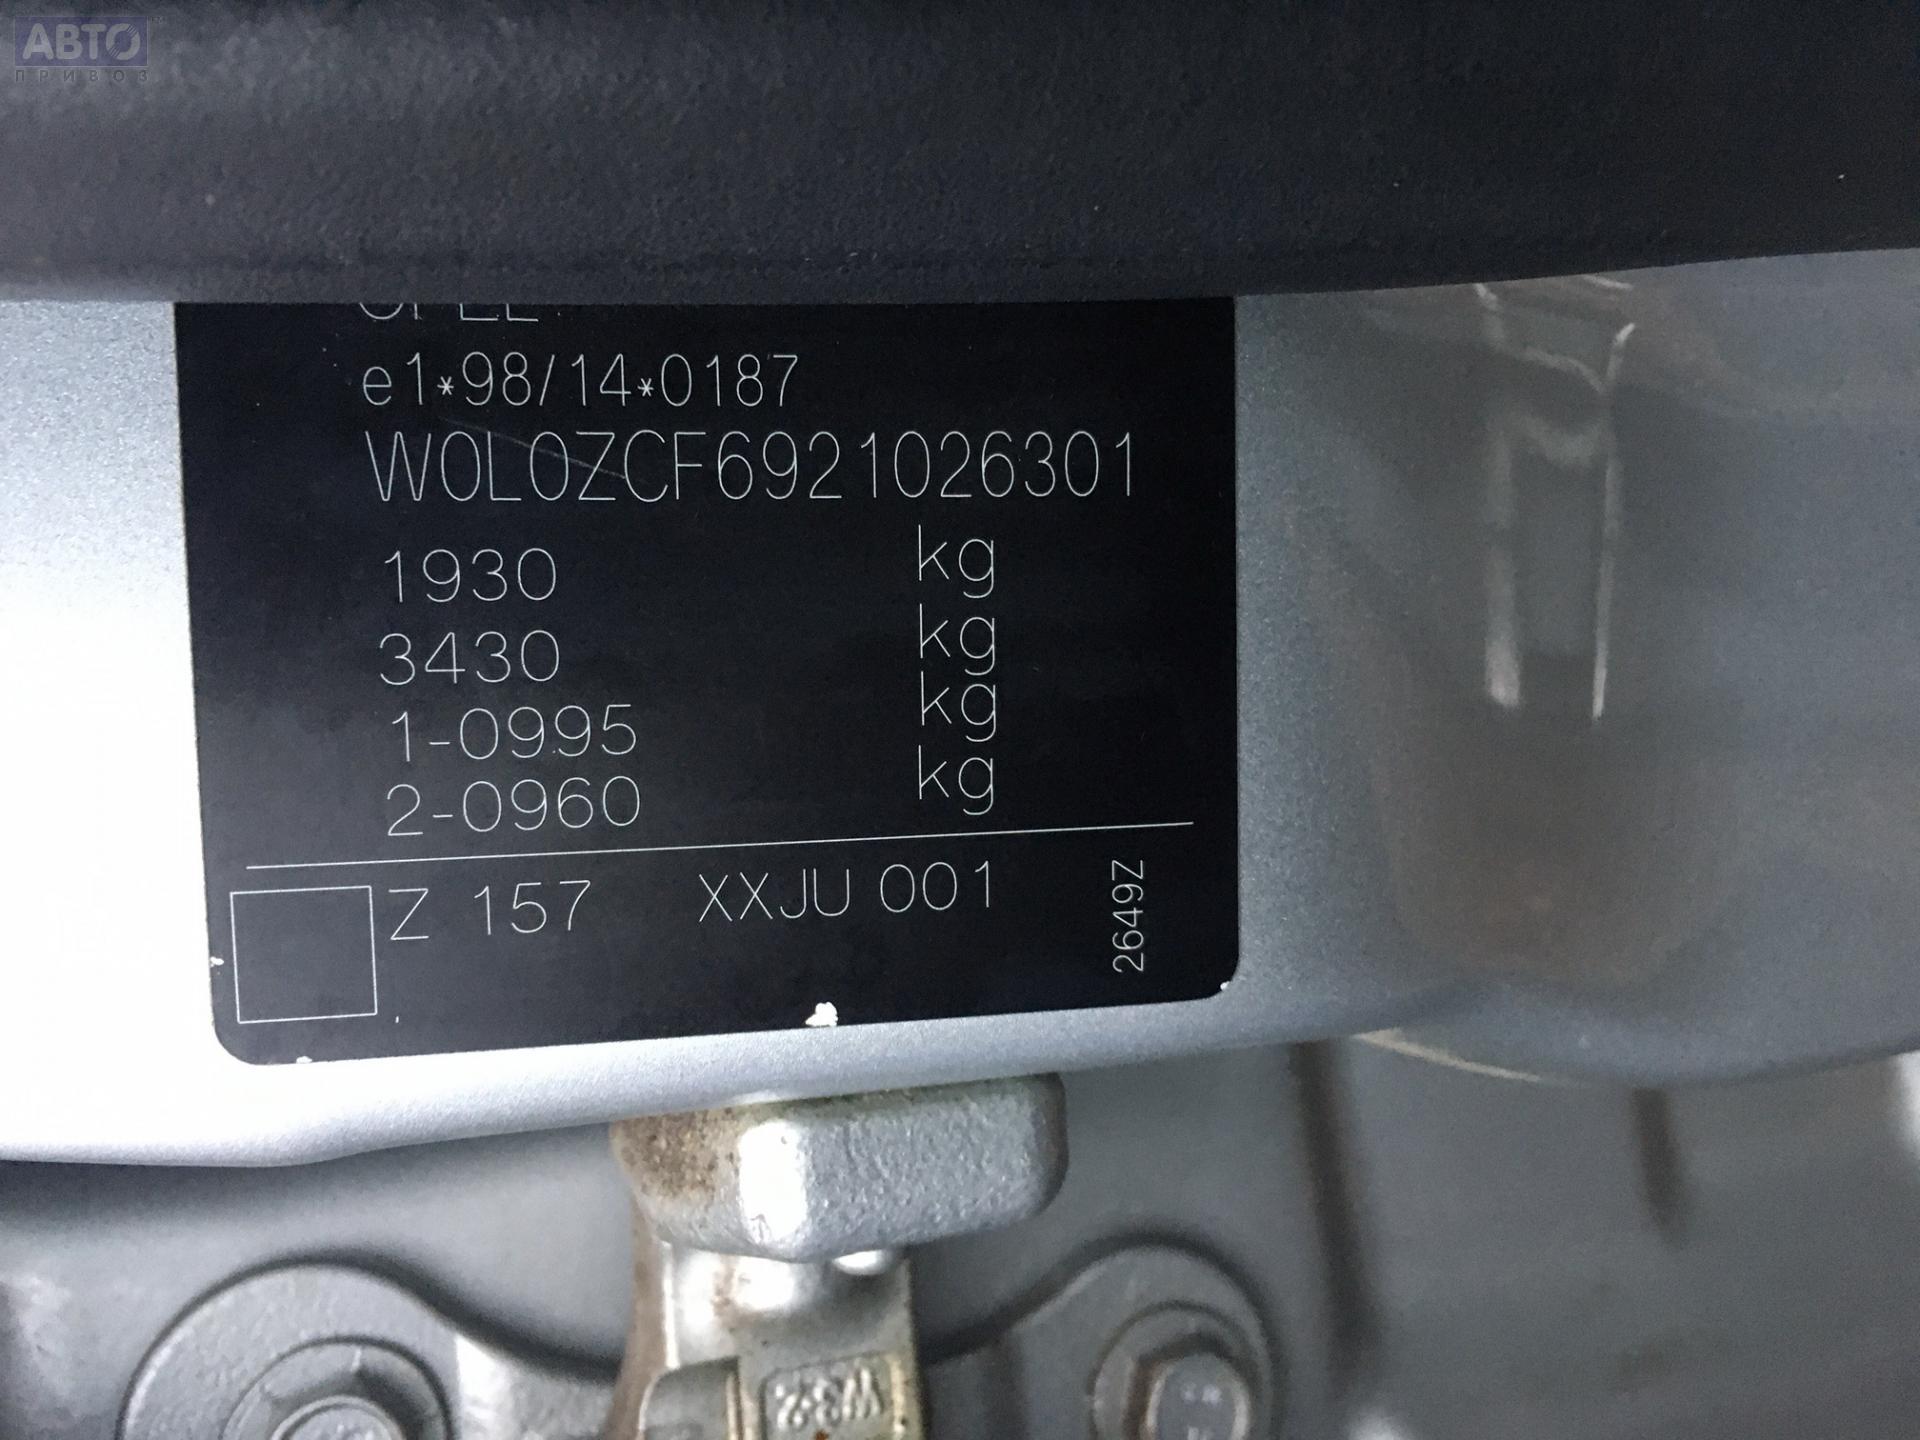 АВТО
ПРИВОЗ
OPEL
e1*98/14*0187
W0L0ZCF6921026301
1930 kg
3430 kg
1-0995 kg
2-0960 kg
Z 157 XXJU 001
2649Z